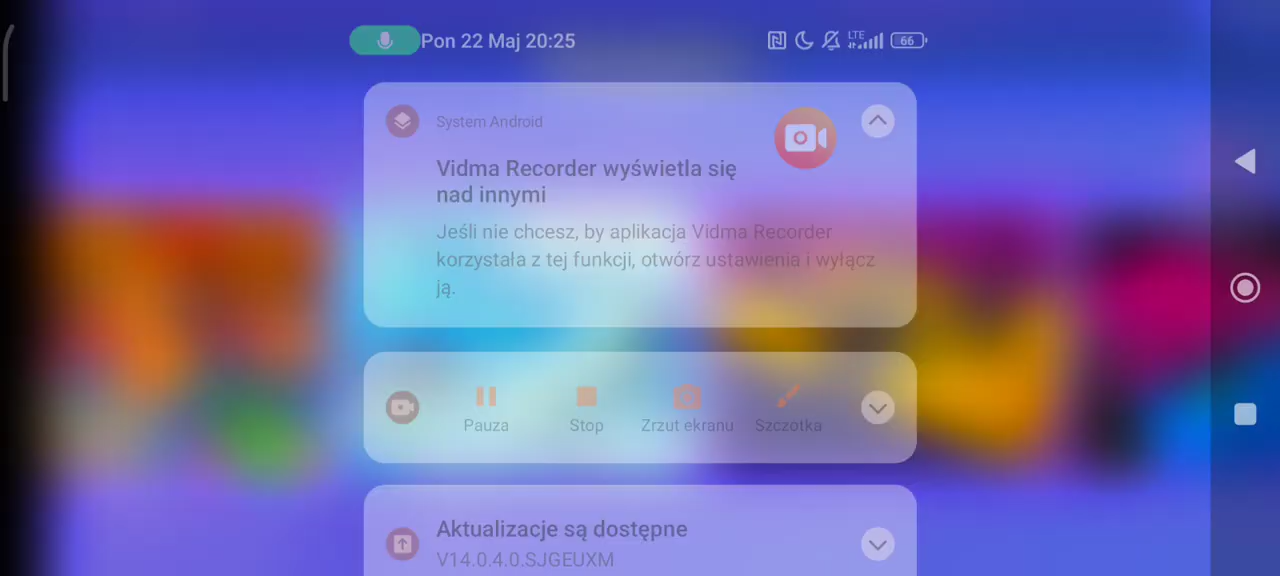 Pon 22 Maj 20:25
LTE
66
System Android
Vidma Recorder wyświetla się
nad innymi
Jeśli nie chcesz, by aplikacja Vidma Recorder
korzystała z tej funkcji, otwórz ustawienia i wyłącz
ją.
Pauza
Stop
Zrzut ekranu
Szczotka
Aktualizacje są dostępne
V14.0.4.0.SJGEUXM